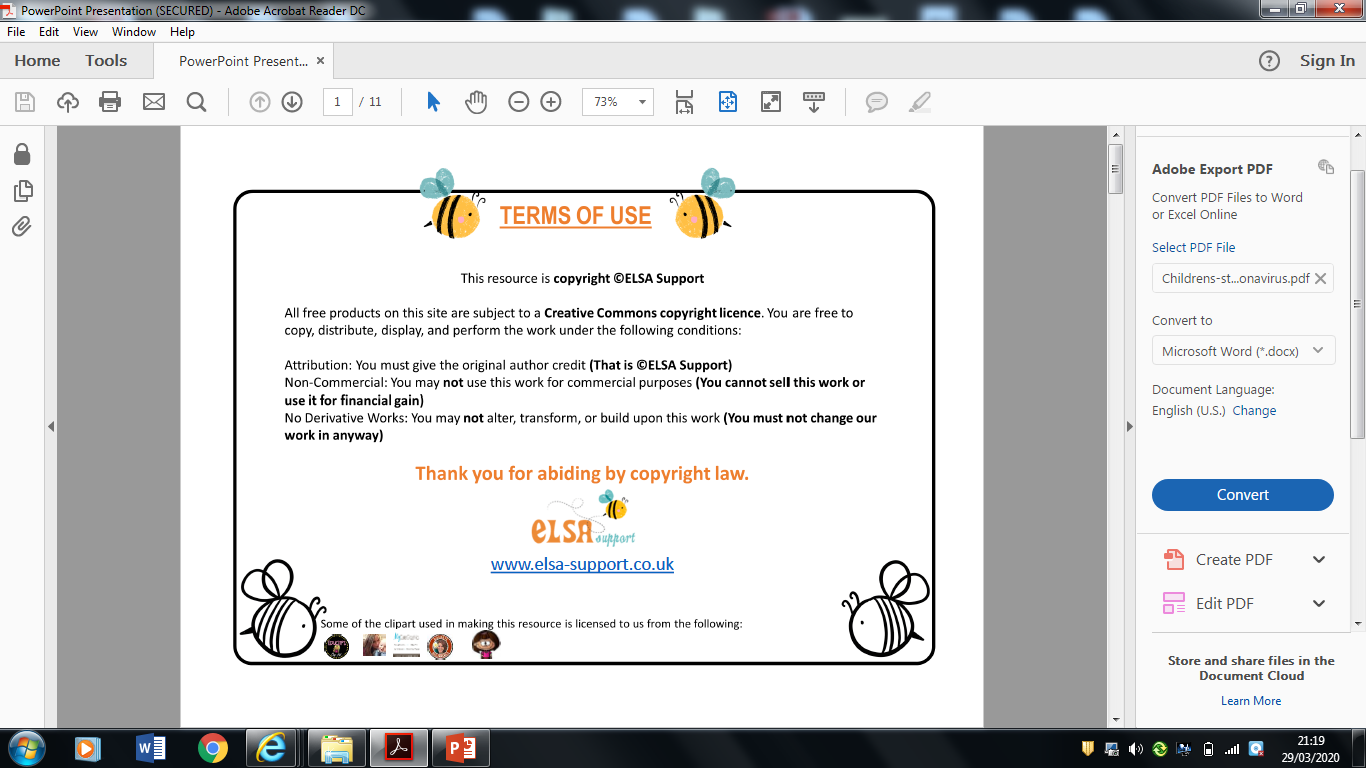 PowerPoint Presentation (SECURED) - Adobe Acrobat Reader DC
File Edit View Window Help
Home Tools PowerPoint Present... × Sign In
1 / 11 73%
TERMS OF USE
This resource is copyright ©ELSA Support
All free products on this site are subject to a Creative Commons copyright licence. You are free to
copy, distribute, display, and perform the work under the following conditions:
Attribution: You must give the original author credit (That is ©ELSA Support)
Non-Commercial: You may not use this work for commercial purposes (You cannot sell this work or
use it for financial gain)
No Derivative Works: You may not alter, transform, or build upon this work (You must not change our
work in anyway)
Thank you for abiding by copyright law.
eLSA support
www.elsa-support.co.uk
Some of the clipart used in making this resource is licensed to us from the following:
Adobe Export PDF
Convert PDF Files to Word
or Excel Online
Select PDF File
Childrens-st...onavirus.pdf
Convert to
Microsoft Word (*.docx)
Document Language:
English (U.S.) Change
Convert
Create PDF
Edit PDF
Store and share files in the
Document Cloud
Learn More
21:19
29/03/2020